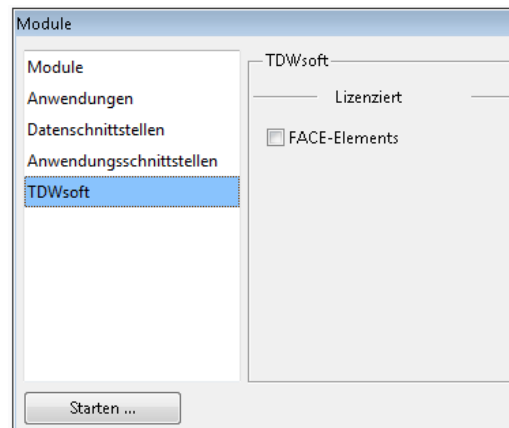 Module
Module
Anwendungen
Datenschnittstellen
Anwendungsschnittstellen
TDWsoft
TDWsoft
Lizenziert
FACE-Elements
Starten ...